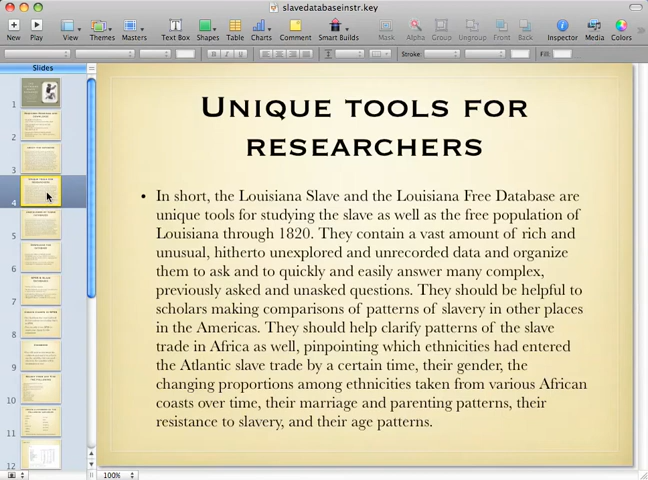 slavedatabaseinstr.key
New Play View Themes Masters Text Box Shapes Table Charts Comment Smart Builds Mask Alpha Group Ungroup Front Back Inspector Media Colors
B I U Stroke: Fill:
Slides
UNIQUE TOOLS FOR
RESEARCHERS
• In short, the Louisiana Slave and the Louisiana Free Database are
unique tools for studying the slave as well as the free population of
Louisiana through 1820. They contain a vast amount of rich and
unusual, hitherto unexplored and unrecorded data and organize
them to ask and to quickly and easily answer many complex,
previously asked and unasked questions. They should be helpful to
scholars making comparisons of patterns of slavery in other places
in the Americas. They should help clarify patterns of the slave
trade in Africa as well, pinpointing which ethnicities had entered
the Atlantic slave trade by a certain time, their gender, the
changing proportions among ethnicities taken from various African
coasts over time, their marriage and parenting patterns, their
resistance to slavery, and their age patterns.
1
2
3
4
5
6
7
8
9
10
11
12
100%